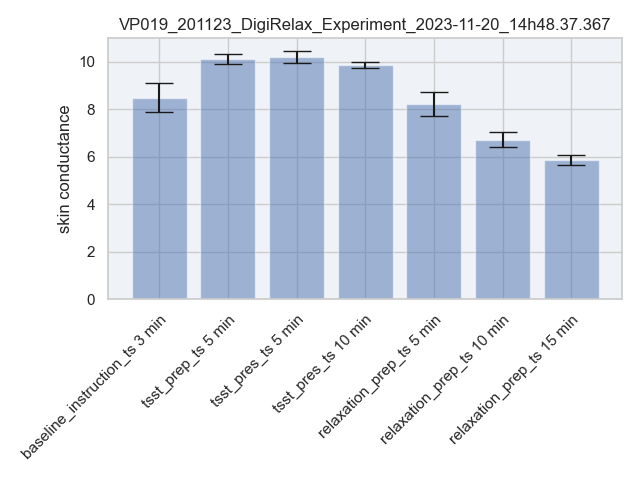 VP019_201123_DigiRelax_Experiment_2023-11-20_14h48.37.367
10
8
6
4
2
0
skin conductance
baseline_instruction_ts 3 min
tsst_prep_ts 5 min
tsst_pres_ts 5 min
tsst_pres_ts 10 min
relaxation_prep_ts 5 min
relaxation_prep_ts 10 min
relaxation_prep_ts 15 min